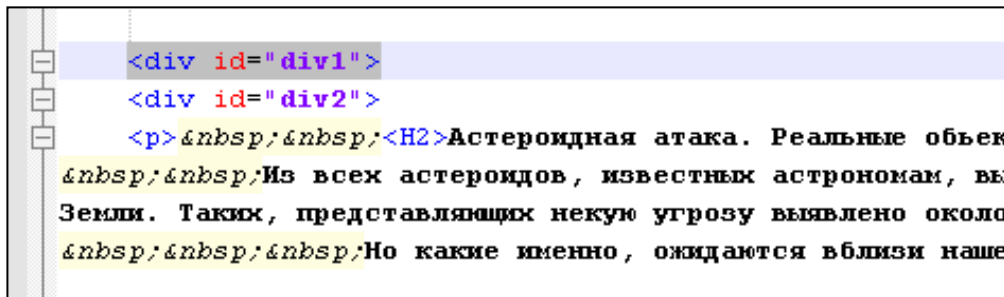 <div id="div1">
<div id="div2">
<p>&nbsp;&nbsp;<H2>Астероидная атака. Реальные обьек
&nbsp;&nbsp;Из всех астероидов, известных астрономам, вы
Земли. Таких, представляющих некую угрозу выявлено около
&nbsp;&nbsp;&nbsp;Но какие именно, ожидаются вблизи наше